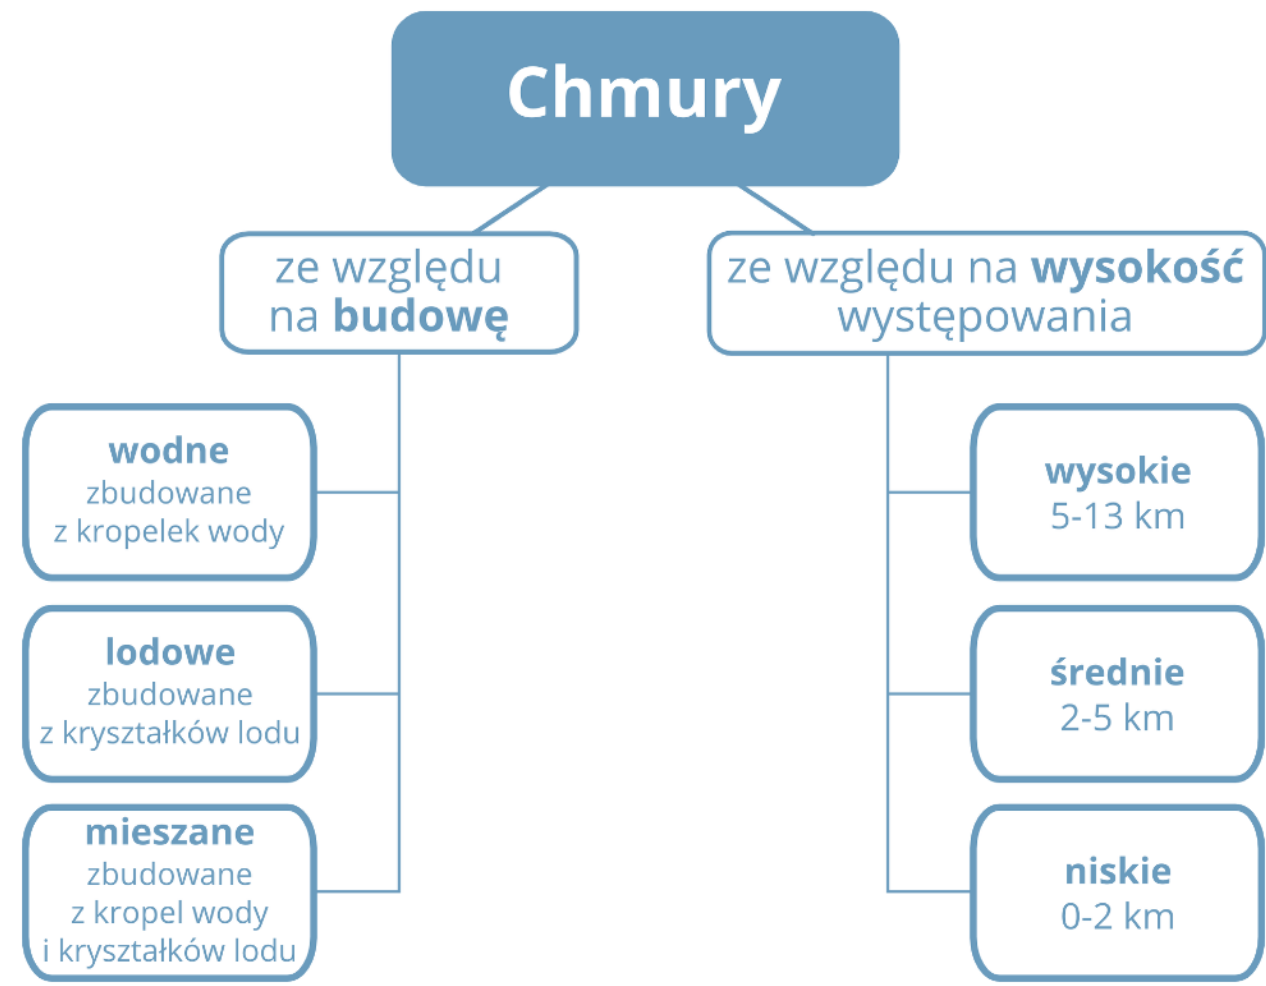 Chmury
ze względu
na budowę
ze względu na wysokość
występowania
wodne
zbudowane
z kropelek wody
lodowe
zbudowane
z kryształków lodu
mieszane
zbudowane
z kropel wody
i kryształków lodu
wysokie
5-13 km
średnie
2-5 km
niskie
0-2 km